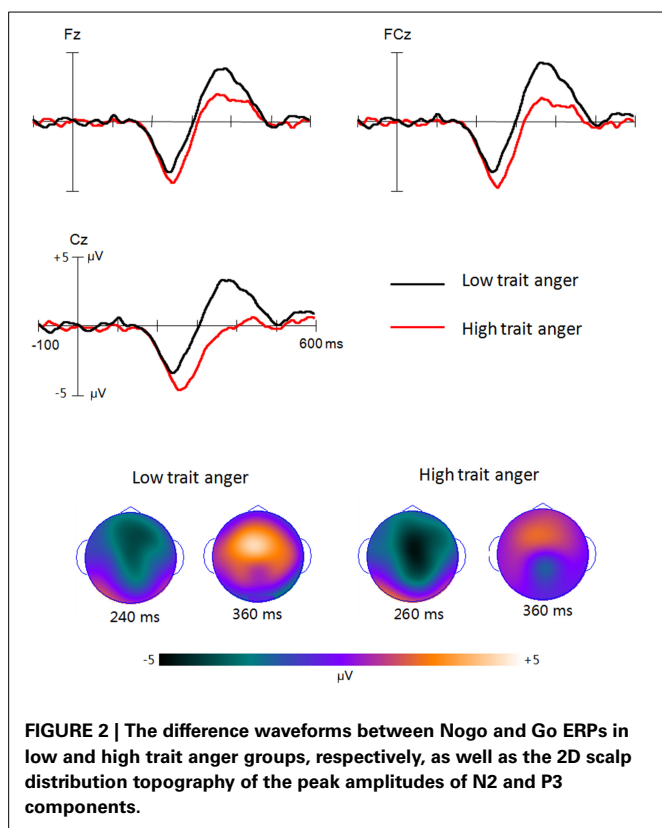 Fz
FCz
Cz
+5 μV
-100
600 ms
-5 μV
Low trait anger
High trait anger
Low trait anger
High trait anger
240 ms
360 ms
260 ms
360 ms
-5
+5
μV
FIGURE 2 | The difference waveforms between Nogo and Go ERPs in
low and high trait anger groups, respectively, as well as the 2D scalp
distribution topography of the peak amplitudes of N2 and P3
components.